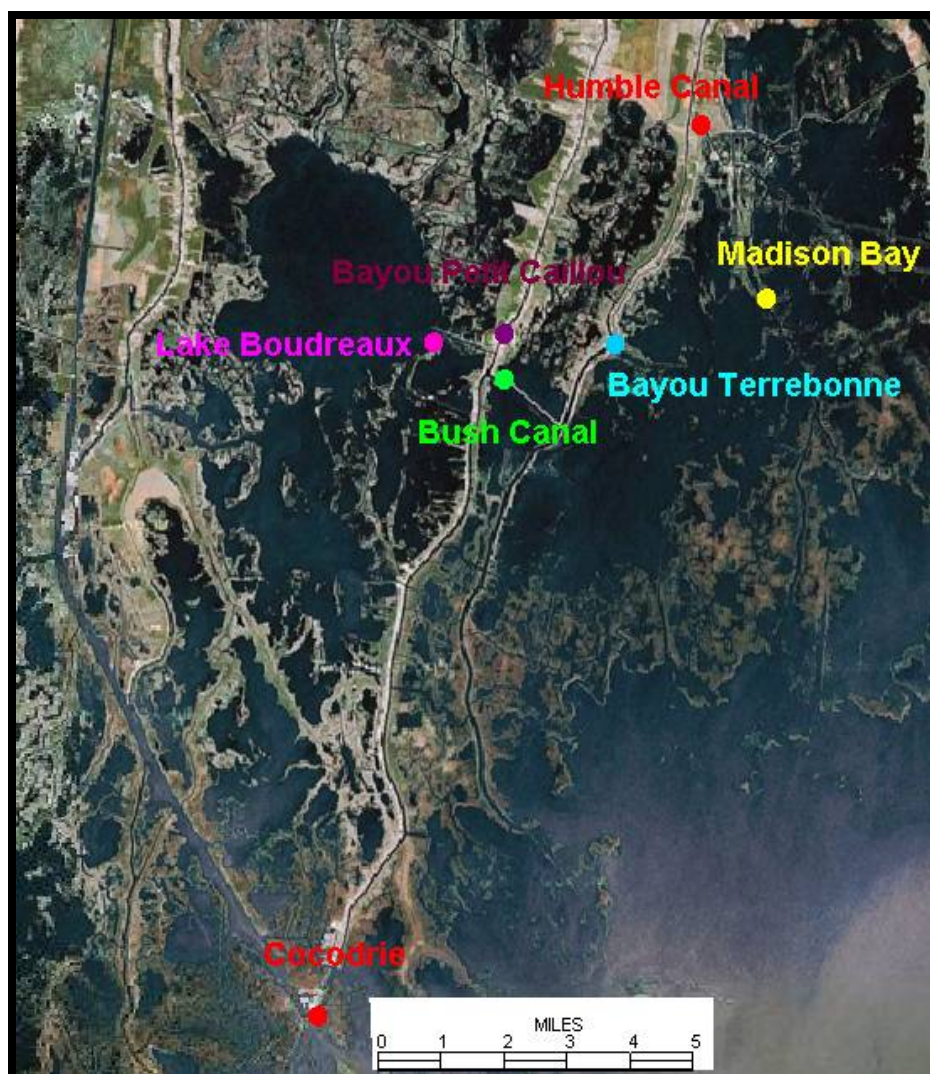 Humble Canal
Madison Bay
Bayou Petit Caillou
Lake Boudreaux
Bayou Terrebonne
Bush Canal
Cocodrie
MILES
0 1 2 3 4 5